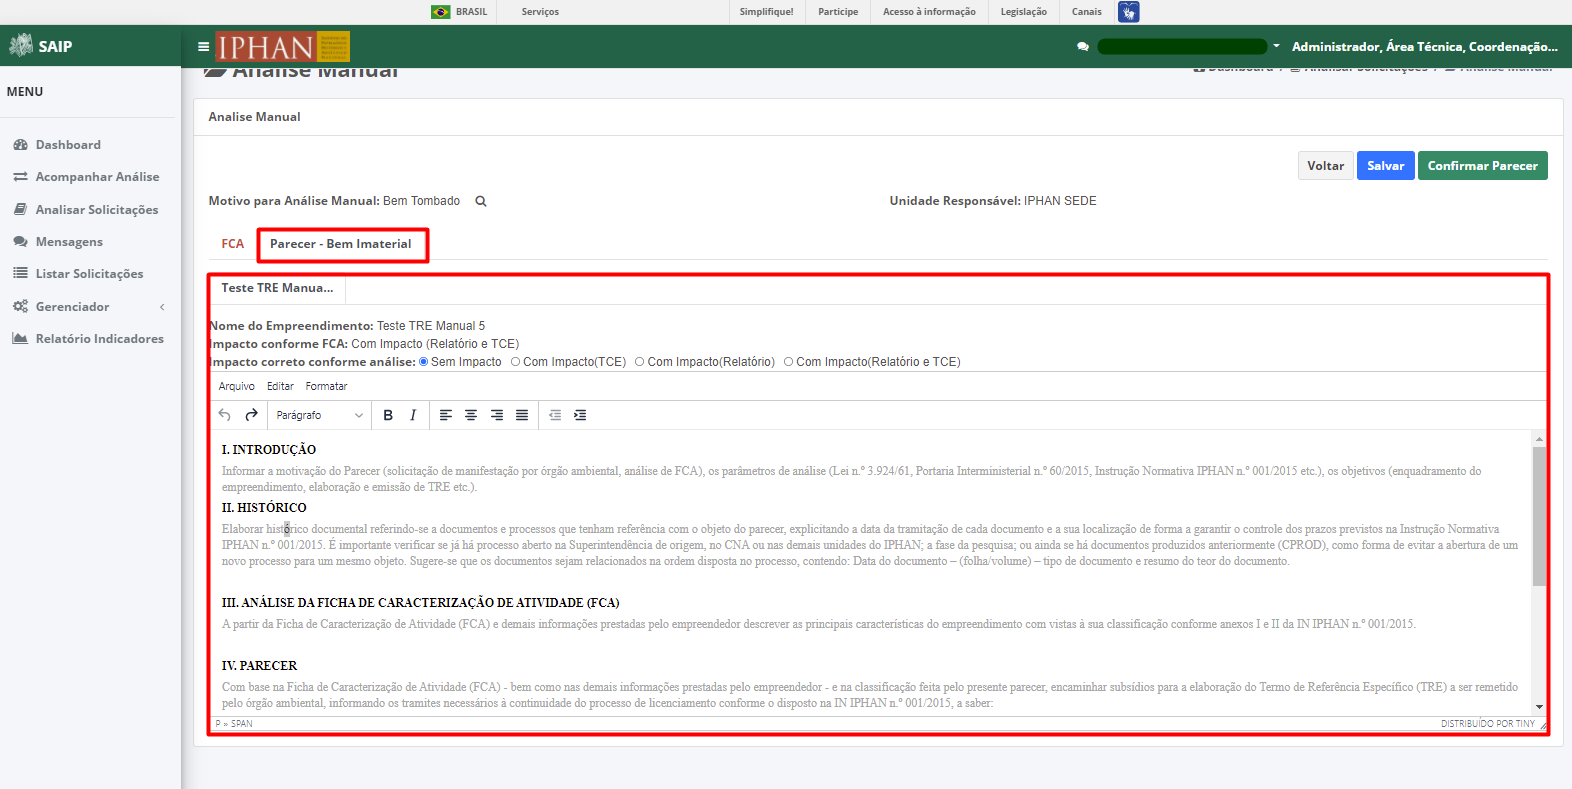 BRASIL Serviços Simplifique! Participe Acesso à informação Legislação Canais
SAIP
IPHAN
Administrador, Área Técnica, Coordenação...
MENU
Dashboard
Acompanhar Análise
Analisar Solicitações
Mensagens
Listar Solicitações
Gerenciador
Relatório Indicadores
Analise Manual
Voltar Salvar Confirmar Parecer
Motivo para Análise Manual: Bem Tombado Unidade Responsável: IPHAN SEDE
FCA Parecer - Bem Imaterial
Teste TRE Manua...
Nome do Empreendimento: Teste TRE Manual 5
Impacto conforme FCA: Com Impacto (Relatório e TCE)
Impacto correto conforme análise: Sem Impacto Com Impacto(TCE) Com Impacto(Relatório) Com Impacto(Relatório e TCE)
Arquivo Editar Formatar
Parágrafo B I
I. INTRODUÇÃO
Informar a motivação do Parecer (solicitação de manifestação por órgão ambiental, análise de FCA), os parâmetros de análise (Lei n.º 3.924/61, Portaria Interministerial n.º 60/2015, Instrução Normativa IPHAN n.º 001/2015 etc.), os objetivos (enquadramento do
empreendimento, elaboração e emissão de TRE etc.).
II. HISTÓRICO
Elaborar histórico documental referindo-se a documentos e processos que tenham referência com o objeto do parecer, explicitando a data da tramitação de cada documento e a sua localização de forma a garantir o controle dos prazos previstos na Instrução Normativa
IPHAN n.º 001/2015. É importante verificar se já há processo aberto na Superintendência de origem, no CNA ou nas demais unidades do IPHAN; a fase da pesquisa; ou ainda se há documentos produzidos anteriormente (CPROD), como forma de evitar a abertura de um
novo processo para um mesmo objeto. Sugere-se que os documentos sejam relacionados na ordem disposta no processo, contendo: Data do documento – (folha/volume) – tipo de documento e resumo do teor do documento.
III. ANÁLISE DA FICHA DE CARACTERIZAÇÃO DE ATIVIDADE (FCA)
A partir da Ficha de Caracterização de Atividade (FCA) e demais informações prestadas pelo empreendedor descrever as principais características do empreendimento com vistas à sua classificação conforme anexos I e II da IN IPHAN n.º 001/2015.
IV. PARECER
Com base na Ficha de Caracterização de Atividade (FCA) - bem como nas demais informações prestadas pelo empreendedor - e na classificação feita pelo presente parecer, encaminhar subsídios para a elaboração do Termo de Referência Específico (TRE) a ser remetido
pelo órgão ambiental, informando os tramites necessários à continuidade do processo de licenciamento conforme o disposto na IN IPHAN n.º 001/2015, a saber:
P » SPAN DISTRIBUÍDO POR TINY